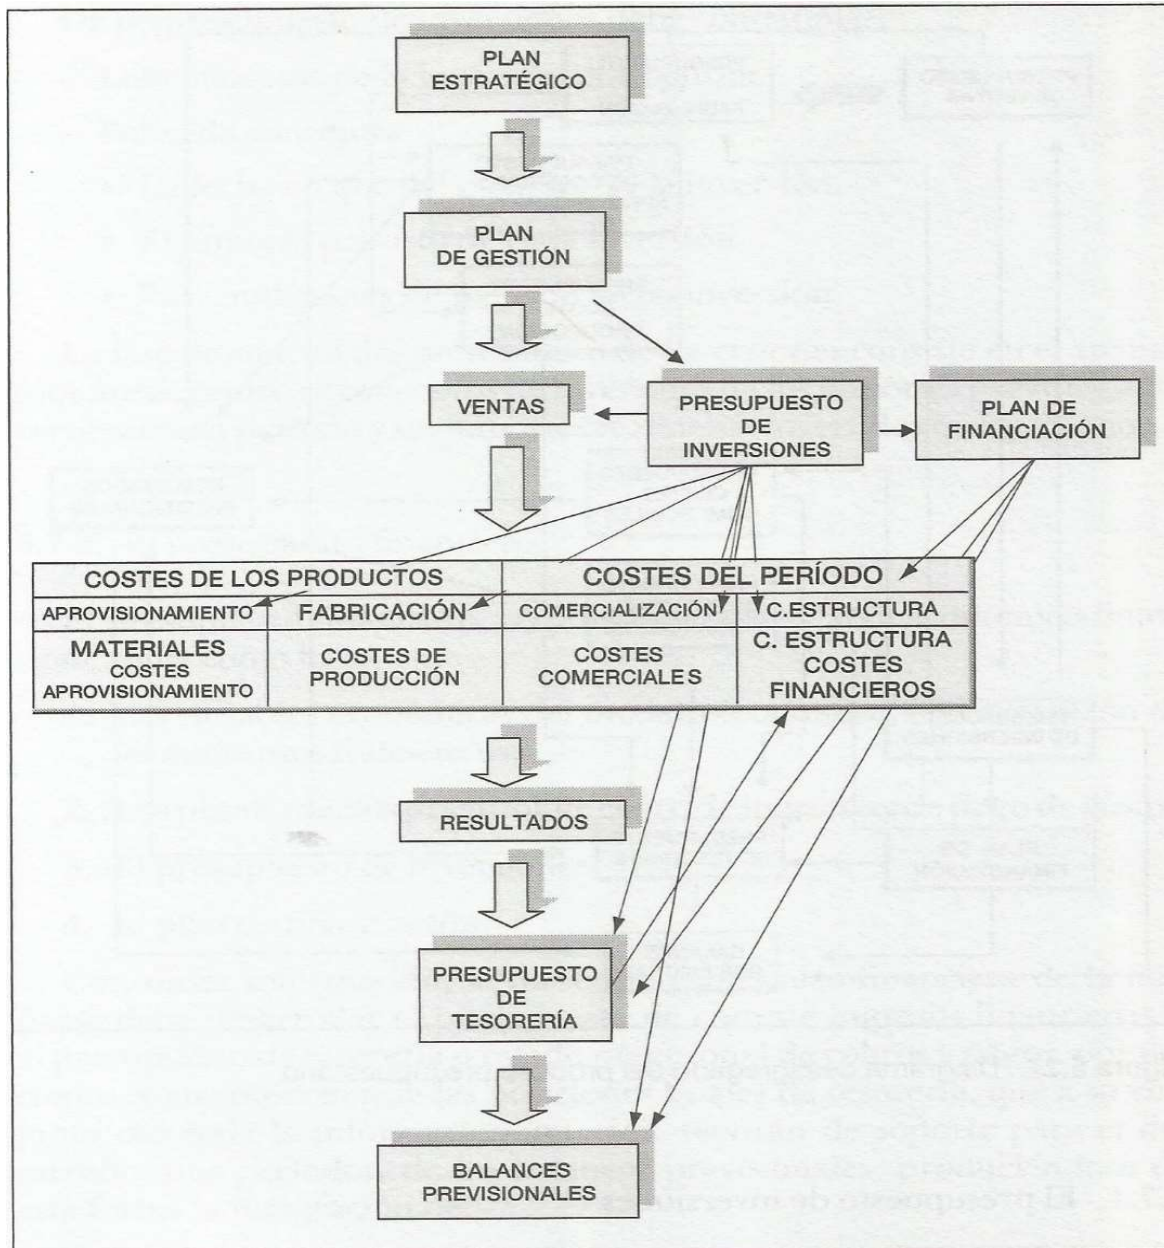 PLAN
ESTRATÉGICO
PLAN
DE GESTIÓN
VENTAS
PRESUPUESTO
DE
INVERSIONES
PLAN DE
FINANCIACIÓN
COSTES DE LOS PRODUCTOS
COSTES DEL PERÍODO
APROVISIONAMIENTO
FABRICACIÓN
COMERCIALIZACIÓN
C.ESTRUCTURA
MATERIALES
COSTES
APROVISIONAMIENTO
COSTES DE
PRODUCCIÓN
COSTES
COMERCIALES
C. ESTRUCTURA
COSTES
FINANCIEROS
RESULTADOS
PRESUPUESTO
DE
TESORERÍA
BALANCES
PREVISIONALES